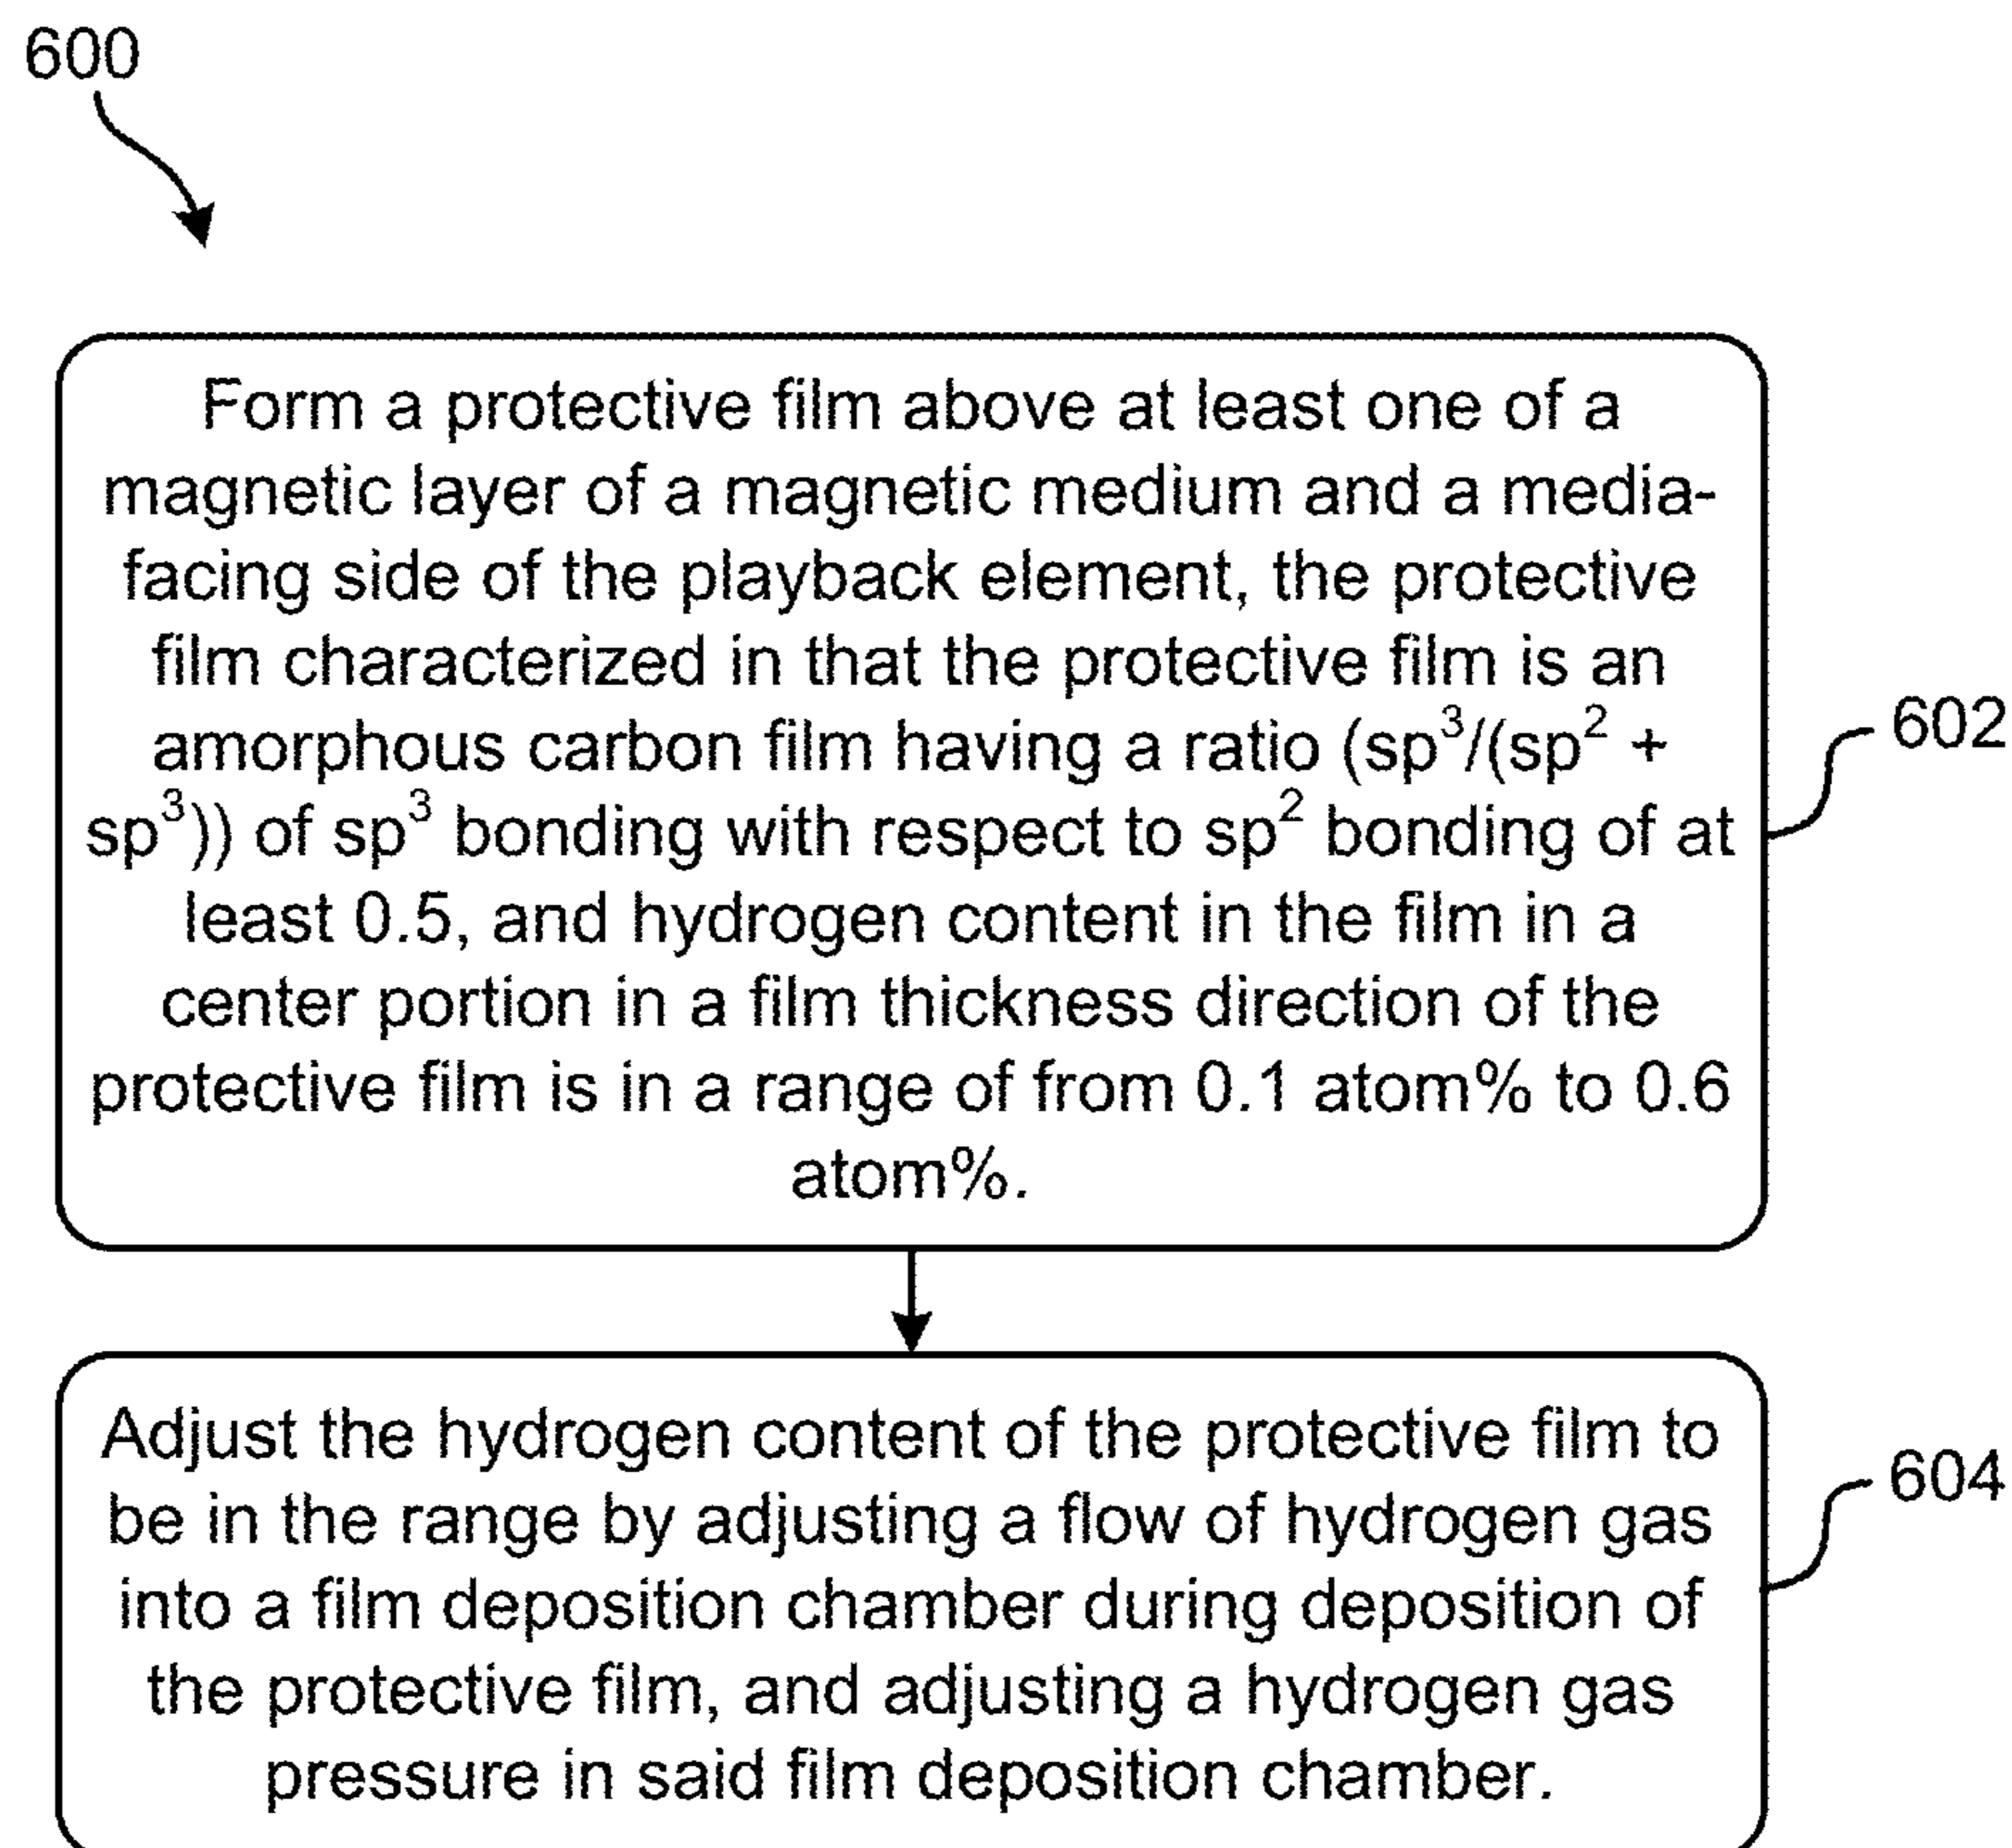 600
Form a protective film above at least one of a
magnetic layer of a magnetic medium and a media-
facing side of the playback element, the protective
film characterized in that the protective film is an
amorphous carbon film having a ratio (sp³/(sp² +
sp³)) of sp³ bonding with respect to sp² bonding of at
least 0.5, and hydrogen content in the film in a
center portion in a film thickness direction of the
protective film is in a range of from 0.1 atom% to 0.6
atom%.
602
Adjust the hydrogen content of the protective film to
be in the range by adjusting a flow of hydrogen gas
into a film deposition chamber during deposition of
the protective film, and adjusting a hydrogen gas
pressure in said film deposition chamber.
604